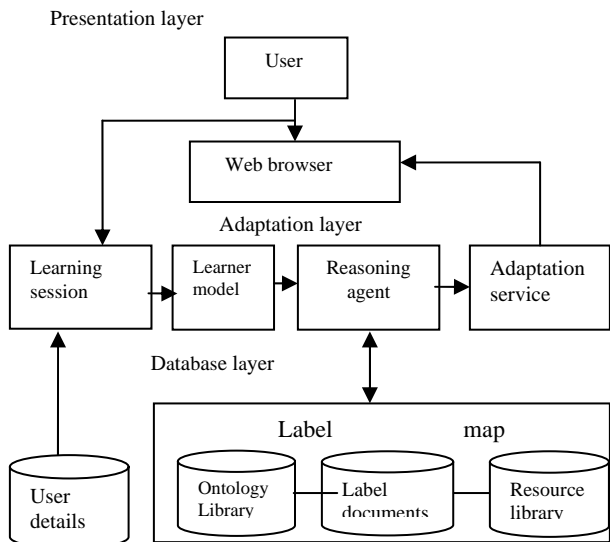 Presentation layer
User
Web browser
Adaptation layer
Learning
session
Learner
model
Reasoning
agent
Adaptation
service
Database layer
Label map
User
details
Ontology
Library
Label
documents
Resource
library